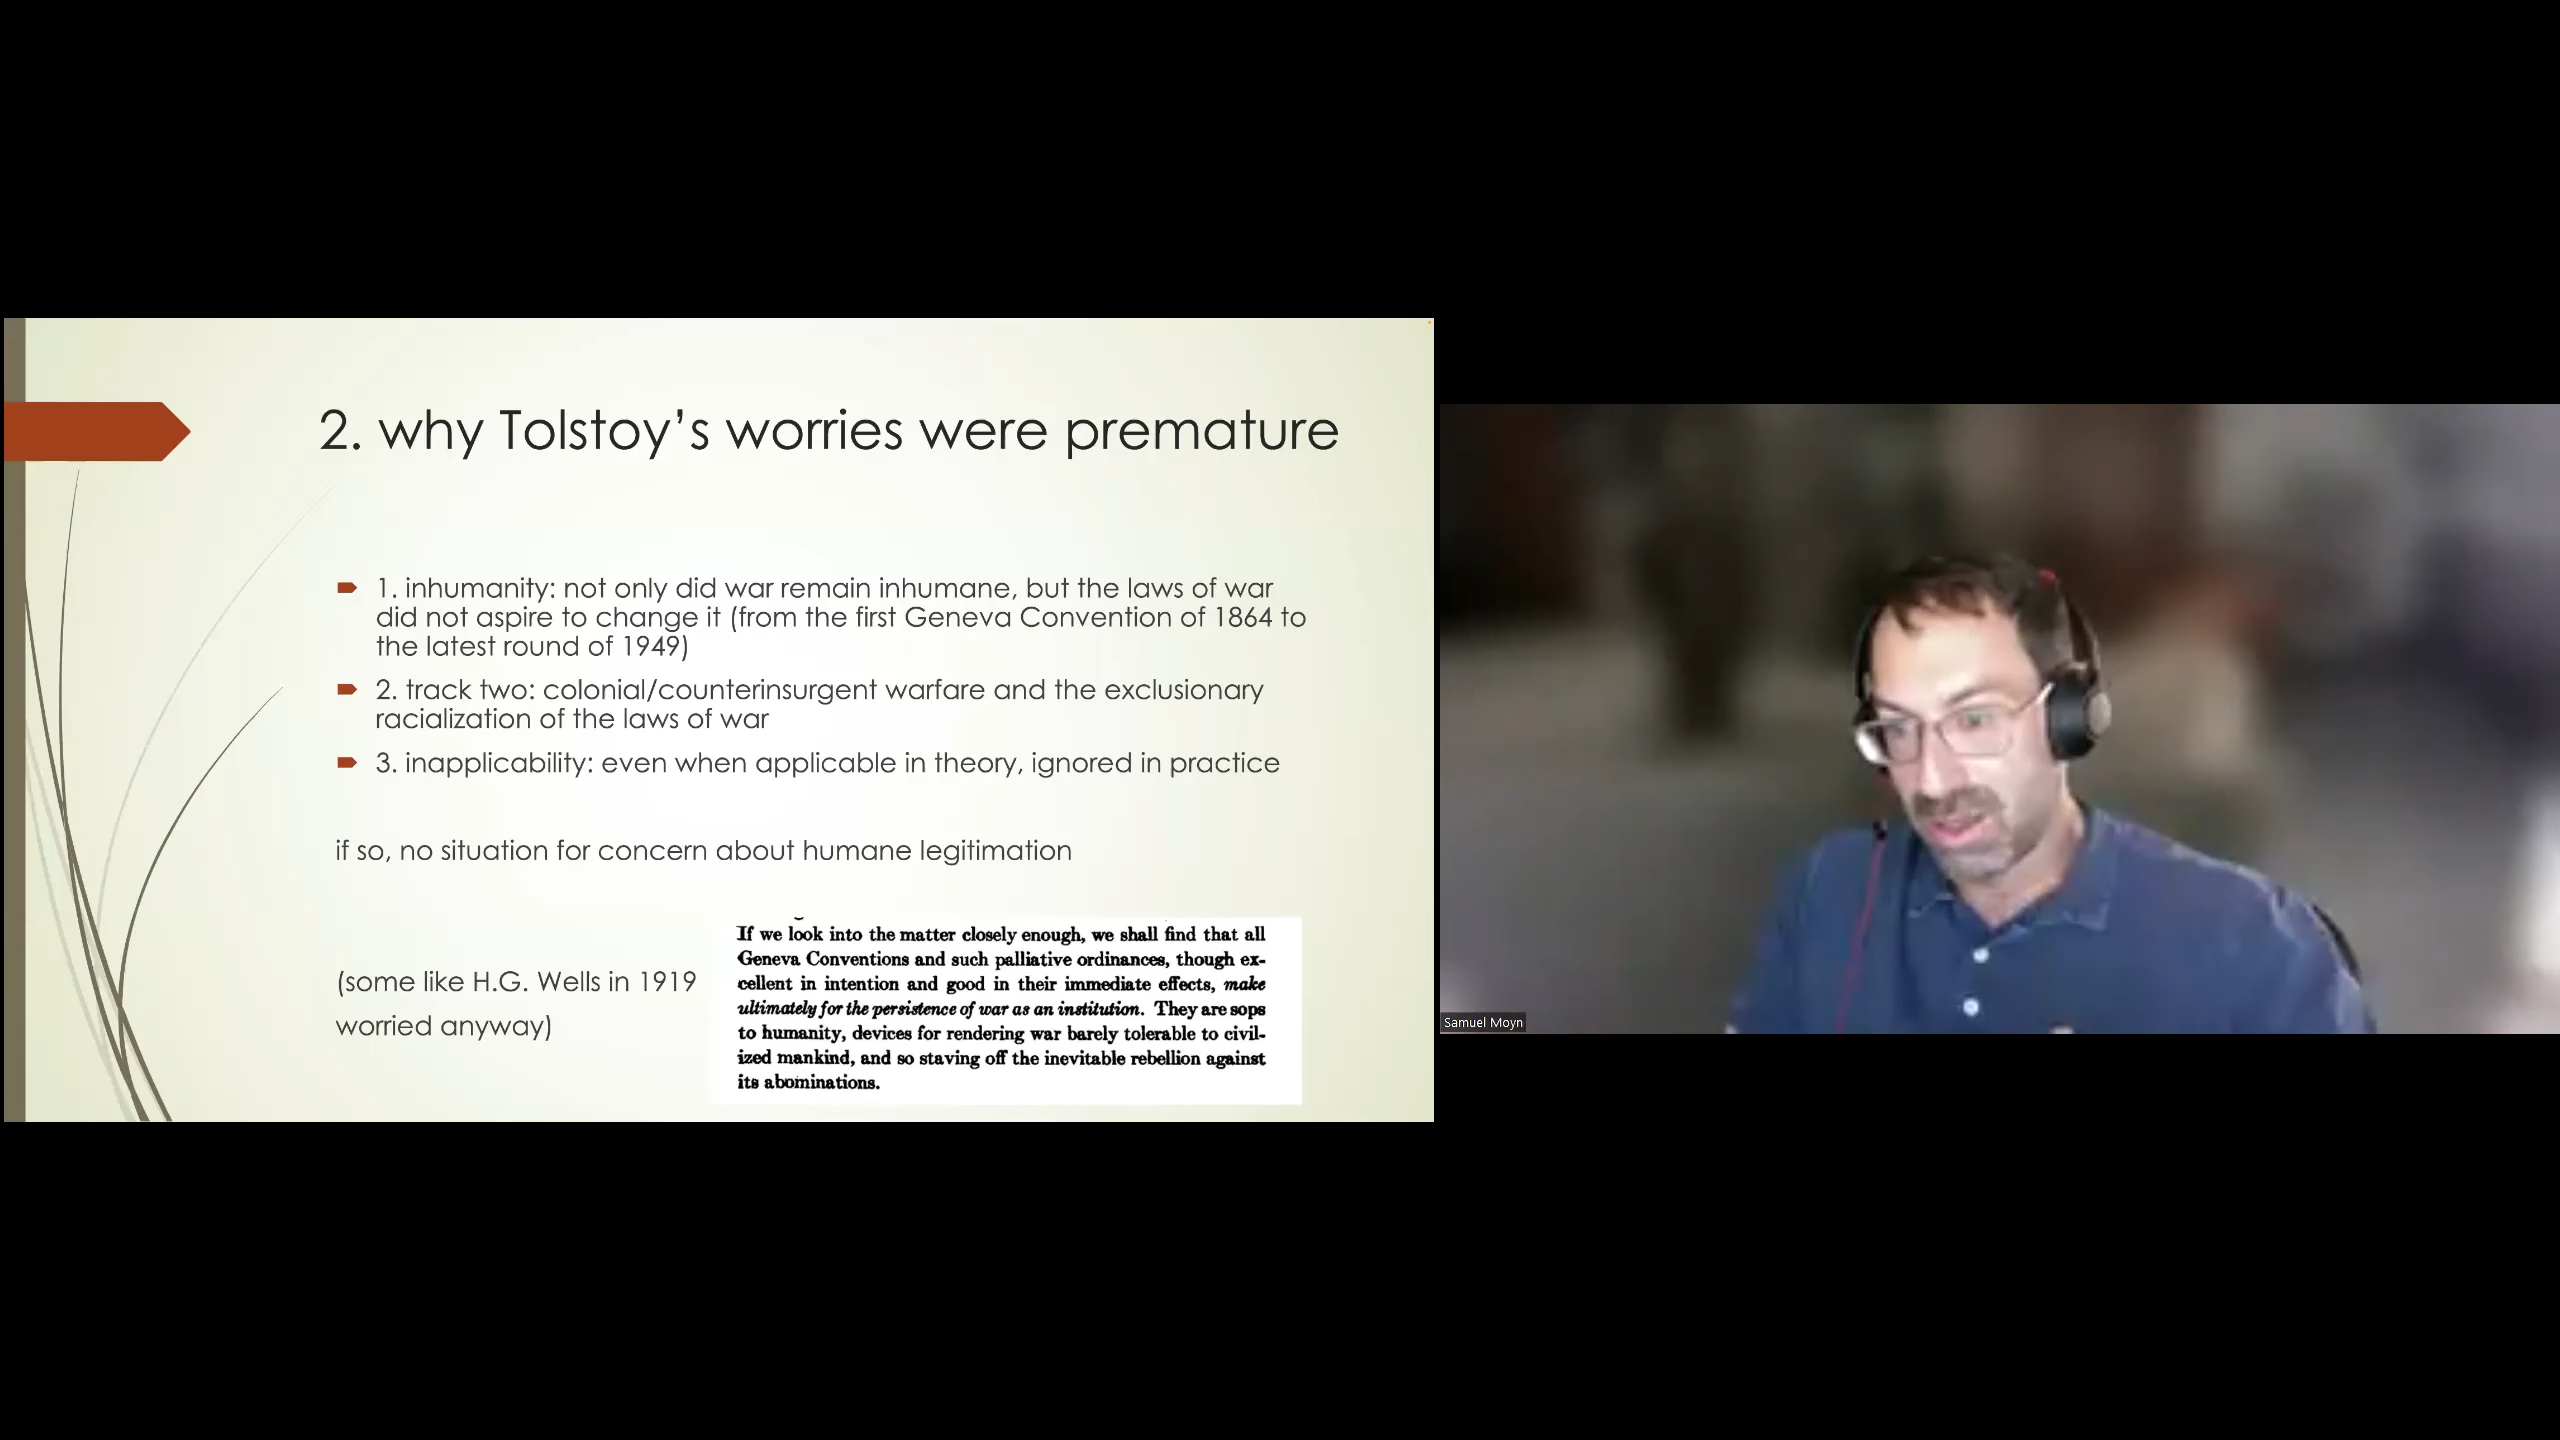 2. why Tolstoy’s worries were premature
1. inhumanity: not only did war remain inhumane, but the laws of war
did not aspire to change it (from the first Geneva Convention of 1864 to
the latest round of 1949)
2. track two: colonial/counterinsurgent warfare and the exclusionary
racialization of the laws of war
3. inapplicability: even when applicable in theory, ignored in practice
if so, no situation for concern about humane legitimation
(some like H.G. Wells in 1919
worried anyway)
If we look into the matter closely enough, we shall find that all
Geneva Conventions and such palliative ordinances, though ex-
cellent in intention and good in their immediate effects, make
ultimately for the persistence of war as an institution. They are sops
to humanity, devices for rendering war barely tolerable to civil-
ized mankind, and so staving off the inevitable rebellion against
its abominations.
Samuel Moyn